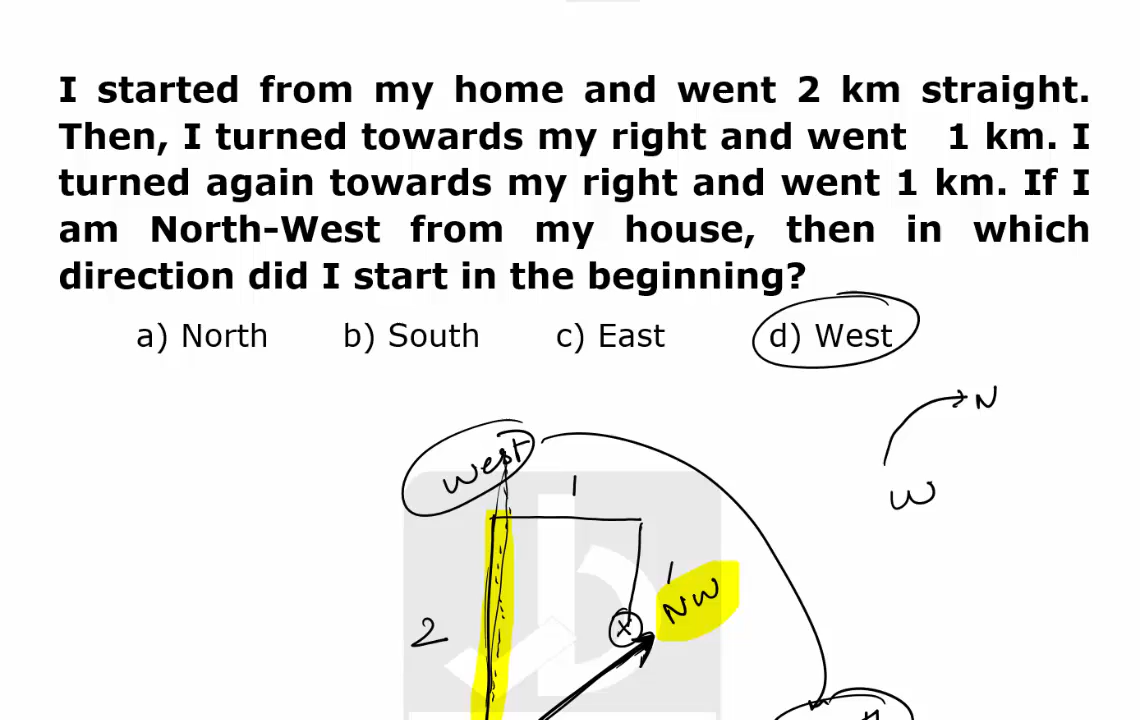 I started from my home and went 2 km straight.
Then, I turned towards my right and went 1 km. I
turned again towards my right and went 1 km. If I
am North-West from my house, then in which
direction did I start in the beginning?
a) North b) South c) East d) West
N
W
West
1
1
NW
2
x